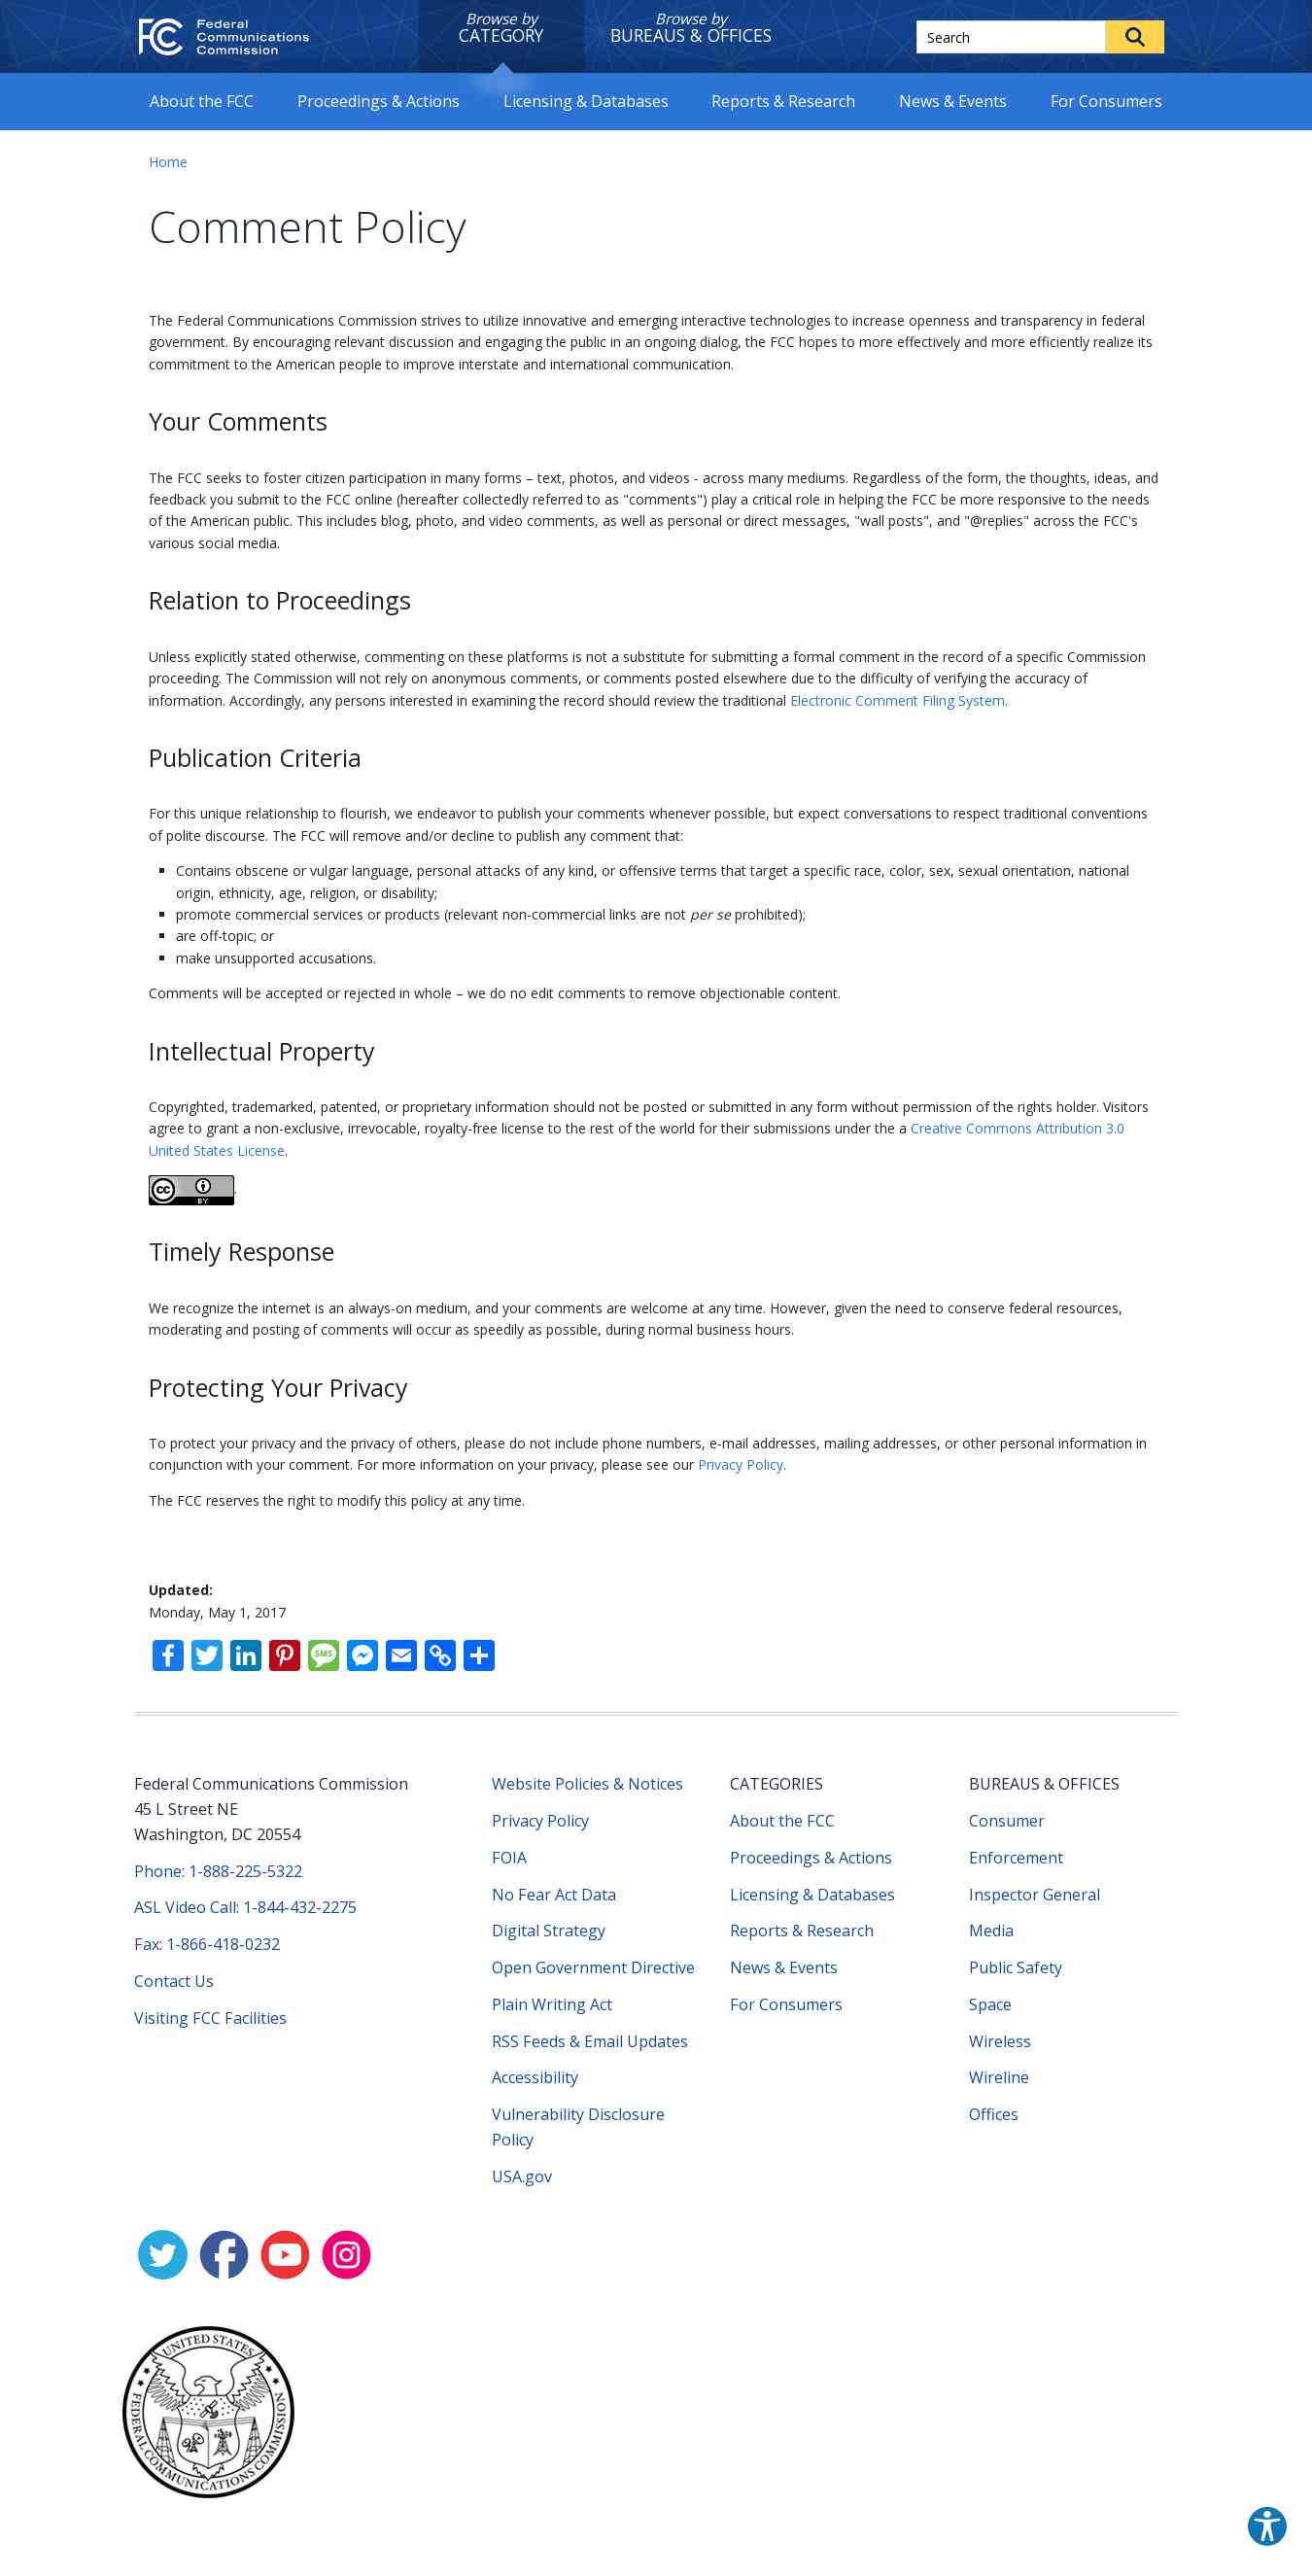 Federal
Communications
Commission
Browse by
CATEGORY
Browse by
BUREAUS & OFFICES
Search
About the FCC
Proceedings & Actions
Licensing & Databases
Reports & Research
News & Events
For Consumers
Home
Comment Policy
The Federal Communications Commission strives to utilize innovative and emerging interactive technologies to increase openness and transparency in federal
government. By encouraging relevant discussion and engaging the public in an ongoing dialog, the FCC hopes to more effectively and more efficiently realize its
commitment to the American people to improve interstate and international communication.
Your Comments
The FCC seeks to foster citizen participation in many forms – text, photos, and videos - across many mediums. Regardless of the form, the thoughts, ideas, and
feedback you submit to the FCC online (hereafter collectedly referred to as "comments") play a critical role in helping the FCC be more responsive to the needs
of the American public. This includes blog, photo, and video comments, as well as personal or direct messages, "wall posts", and "@replies" across the FCC's
various social media.
Relation to Proceedings
Unless explicitly stated otherwise, commenting on these platforms is not a substitute for submitting a formal comment in the record of a specific Commission
proceeding. The Commission will not rely on anonymous comments, or comments posted elsewhere due to the difficulty of verifying the accuracy of
information. Accordingly, any persons interested in examining the record should review the traditional Electronic Comment Filing System.
Publication Criteria
For this unique relationship to flourish, we endeavor to publish your comments whenever possible, but expect conversations to respect traditional conventions
of polite discourse. The FCC will remove and/or decline to publish any comment that:
Contains obscene or vulgar language, personal attacks of any kind, or offensive terms that target a specific race, color, sex, sexual orientation, national
origin, ethnicity, age, religion, or disability;
promote commercial services or products (relevant non-commercial links are not per se prohibited);
are off-topic; or
make unsupported accusations.
Comments will be accepted or rejected in whole – we do no edit comments to remove objectionable content.
Intellectual Property
Copyrighted, trademarked, patented, or proprietary information should not be posted or submitted in any form without permission of the rights holder. Visitors
agree to grant a non-exclusive, irrevocable, royalty-free license to the rest of the world for their submissions under the a Creative Commons Attribution 3.0
United States License.
cc BY .
Timely Response
We recognize the internet is an always-on medium, and your comments are welcome at any time. However, given the need to conserve federal resources,
moderating and posting of comments will occur as speedily as possible, during normal business hours.
Protecting Your Privacy
To protect your privacy and the privacy of others, please do not include phone numbers, e-mail addresses, mailing addresses, or other personal information in
conjunction with your comment. For more information on your privacy, please see our Privacy Policy.
The FCC reserves the right to modify this policy at any time.
Updated:
Monday, May 1, 2017
SMS
Federal Communications Commission
45 L Street NE
Washington, DC 20554
Phone: 1-888-225-5322
ASL Video Call: 1-844-432-2275
Fax: 1-866-418-0232
Contact Us
Visiting FCC Facilities
Website Policies & Notices
Privacy Policy
FOIA
No Fear Act Data
Digital Strategy
Open Government Directive
Plain Writing Act
RSS Feeds & Email Updates
Accessibility
Vulnerability Disclosure
Policy
USA.gov
CATEGORIES
About the FCC
Proceedings & Actions
Licensing & Databases
Reports & Research
News & Events
For Consumers
BUREAUS & OFFICES
Consumer
Enforcement
Inspector General
Media
Public Safety
Space
Wireless
Wireline
Offices
UNITED STATES
FEDERAL COMMUNICATIONS COMMISSION